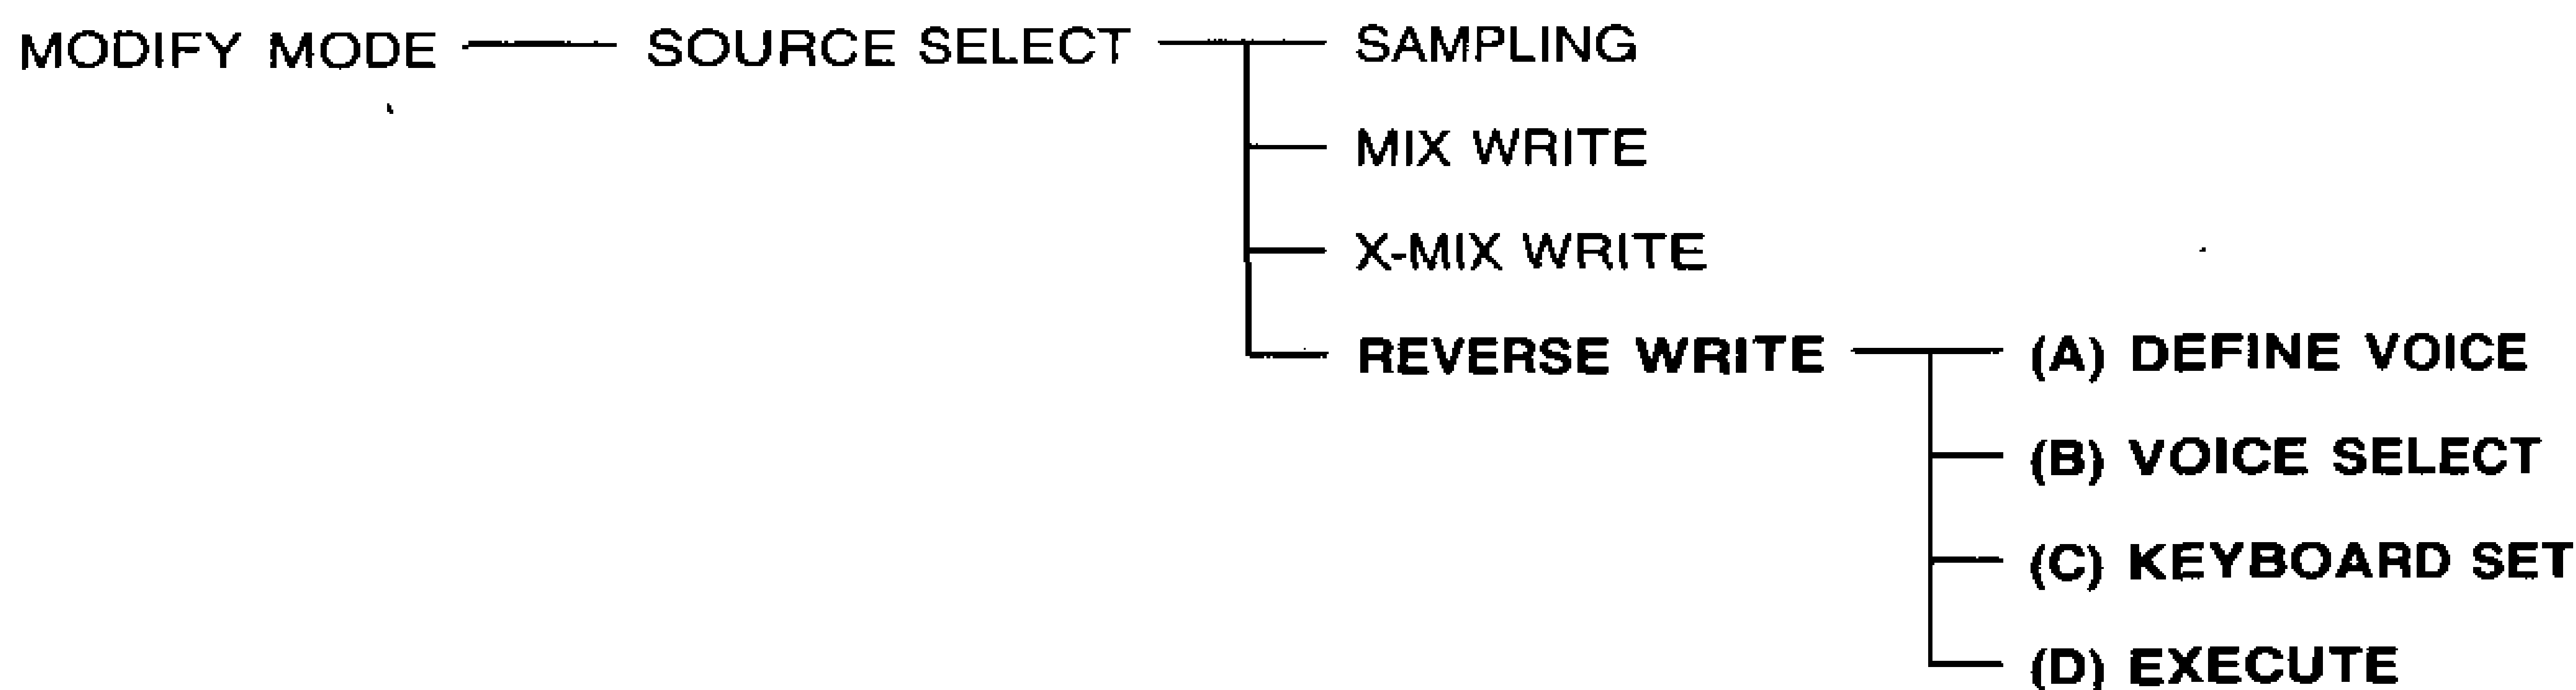 MODIFY MODE SOURCE SELECT SAMPLING
MIX WRITE
X-MIX WRITE
REVERSE WRITE (A) DEFINE VOICE
(B) VOICE SELECT
(C) KEYBOARD SET
(D) EXECUTE